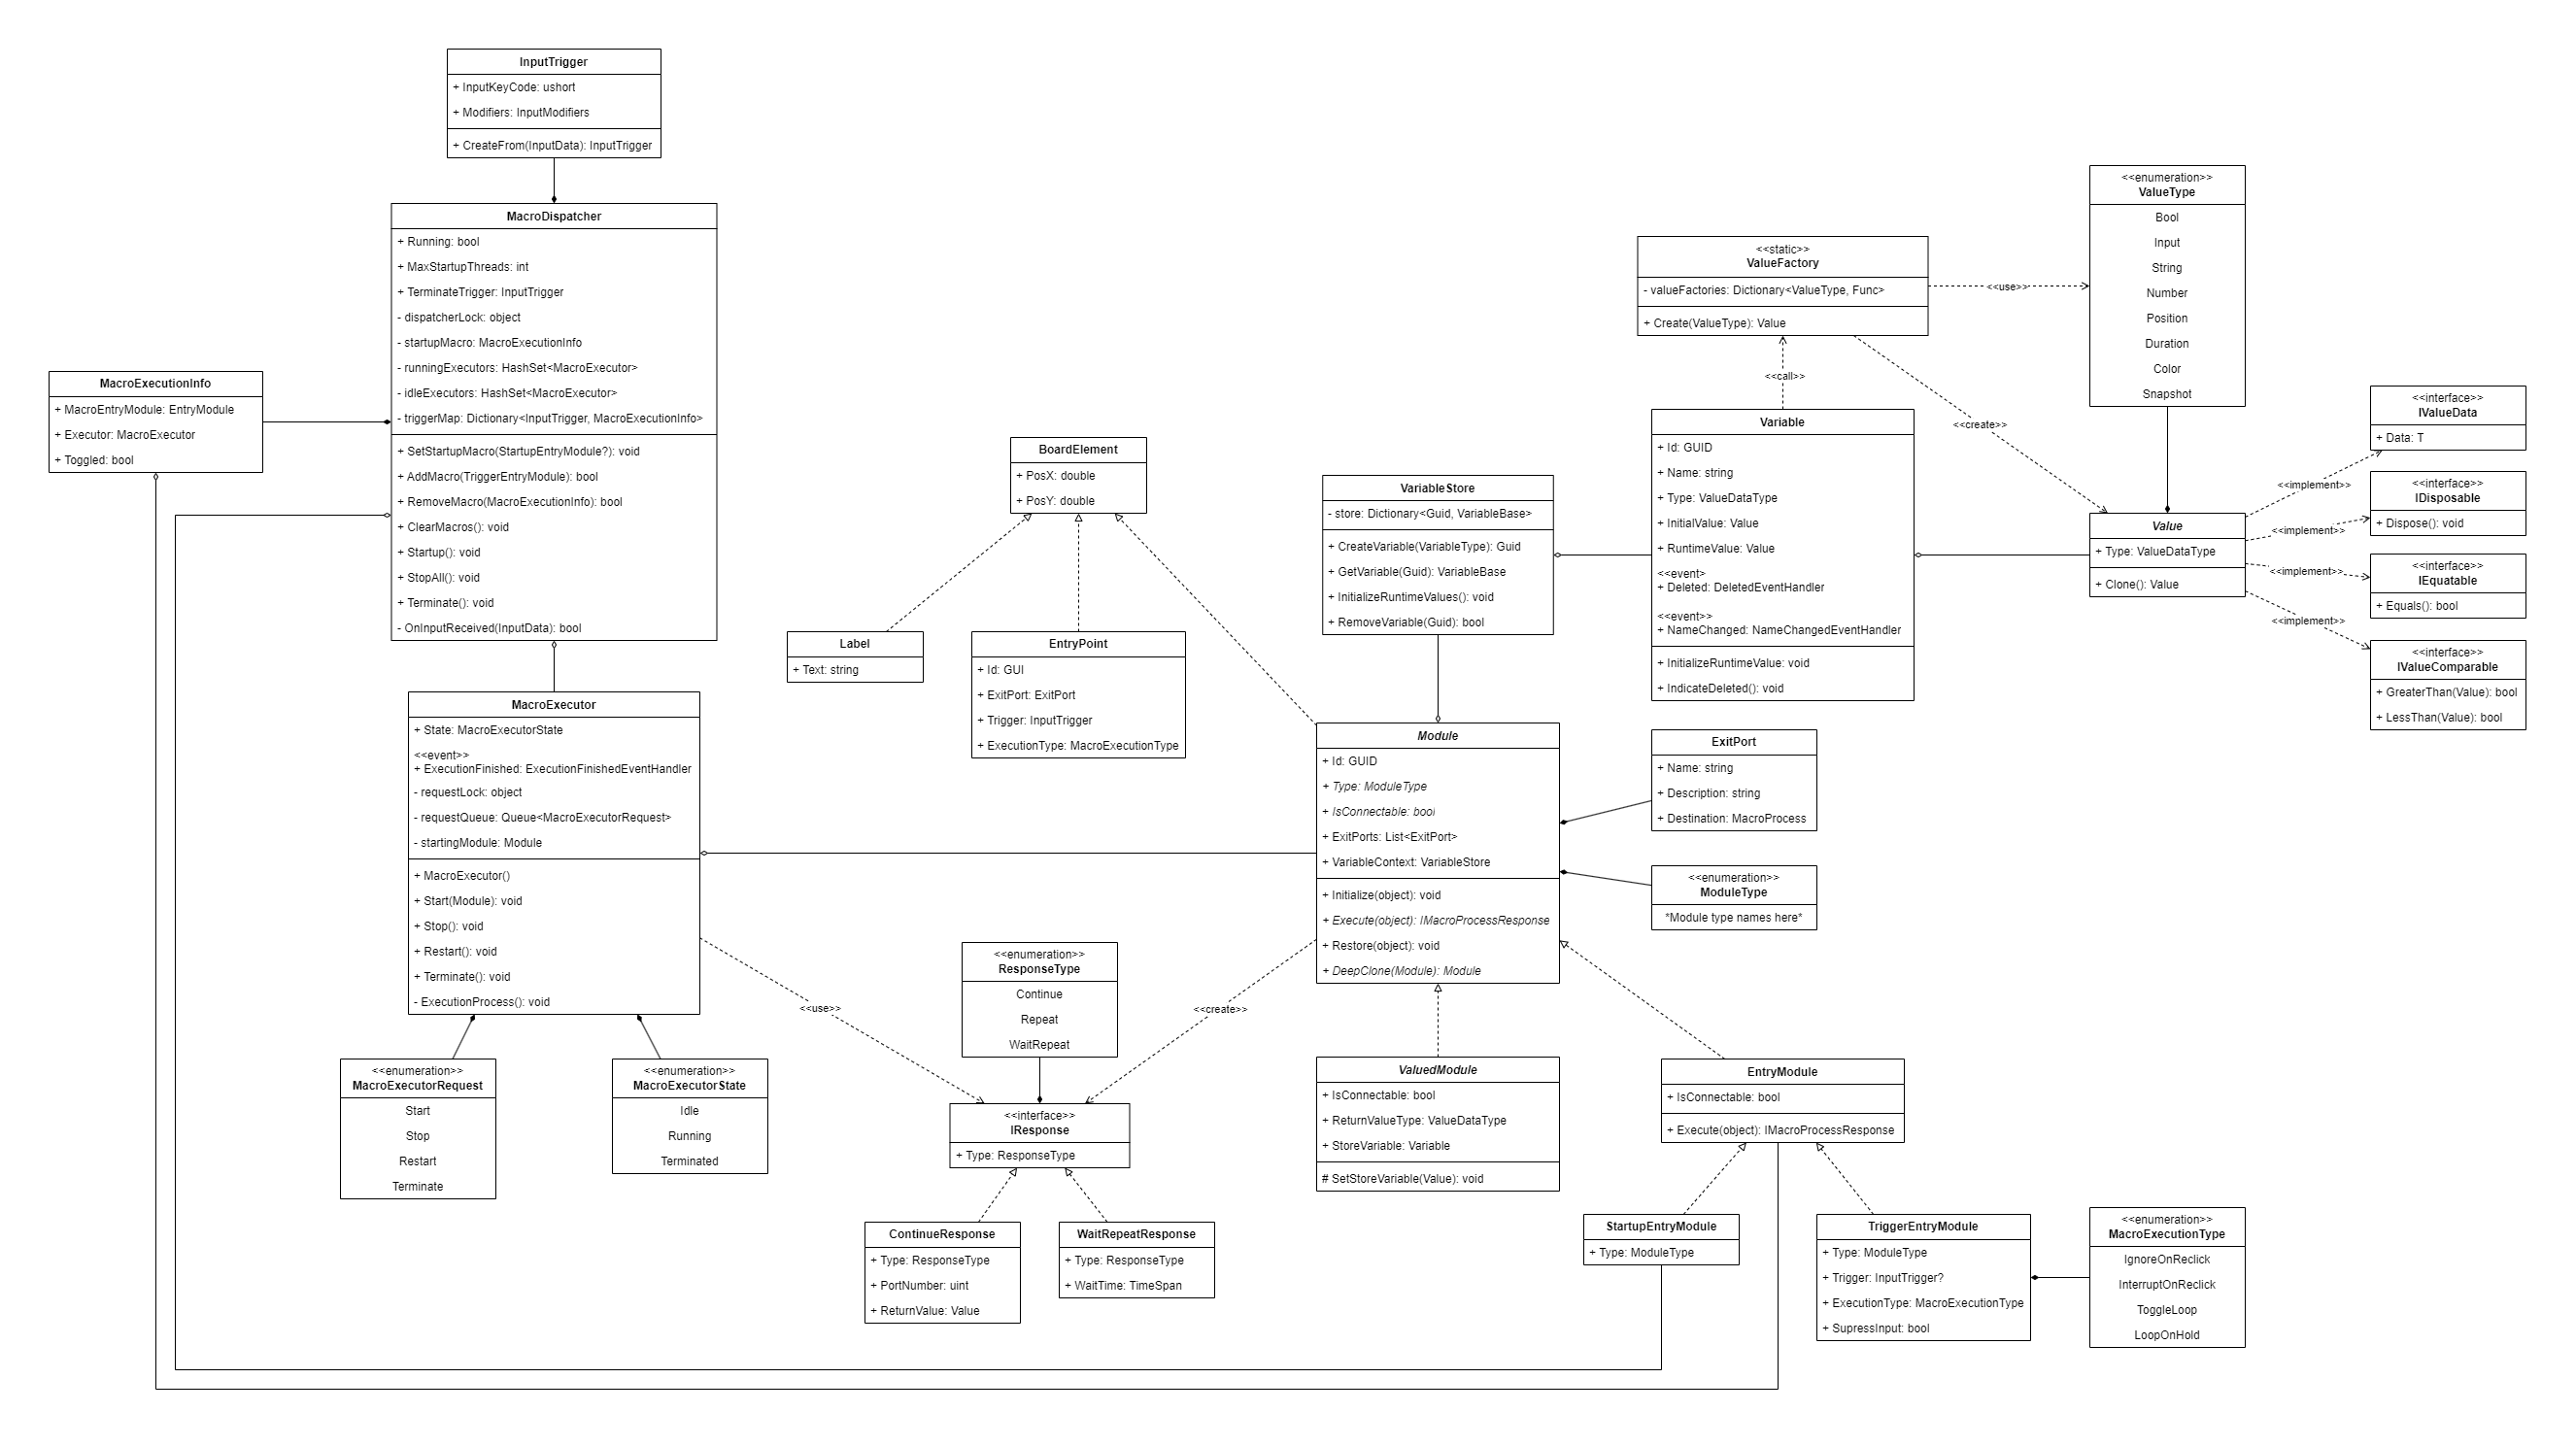 InputTrigger
+ InputKeyCode: ushort
+ Modifiers: InputModifiers
+ CreateFrom(InputData): InputTrigger
MacroDispatcher
+ Running: bool
+ MaxStartupThreads: int
+ TerminateTrigger: InputTrigger
- dispatcherLock: object
- startupMacro: MacroExecutionInfo
- runningExecutors: HashSet<MacroExecutor>
- idleExecutors: HashSet<MacroExecutor>
- triggerMap: Dictionary<InputTrigger, MacroExecutionInfo>
+ SetStartupMacro(StartupEntryModule?): void
+ AddMacro(TriggerEntryModule): bool
+ RemoveMacro(MacroExecutionInfo): bool
+ ClearMacros(): void
+ Startup(): void
+ StopAll(): void
+ Terminate(): void
- OnInputReceived(InputData): bool
MacroExecutionInfo
+ MacroEntryModule: EntryModule
+ Executor: MacroExecutor
+ Toggled: bool
MacroExecutor
+ State: MacroExecutorState
<<event>>
+ ExecutionFinished: ExecutionFinishedEventHandler
- requestLock: object
- requestQueue: Queue<MacroExecutorRequest>
- startingModule: Module
+ MacroExecutor()
+ Start(Module): void
+ Stop(): void
+ Restart(): void
+ Terminate(): void
- ExecutionProcess(): void
<<enumeration>>
MacroExecutorRequest
Start
Stop
Restart
Terminate
<<enumeration>>
MacroExecutorState
Idle
Running
Terminated
BoardElement
+ PosX: double
+ PosY: double
Label
+ Text: string
EntryPoint
+ Id: GUI
+ ExitPort: ExitPort
+ Trigger: InputTrigger
+ ExecutionType: MacroExecutionType
<<use>>
<<enumeration>>
ResponseType
Continue
Repeat
WaitRepeat
<<create>>
<<interface>>
IResponse
+ Type: ResponseType
ContinueResponse
+ Type: ResponseType
+ PortNumber: uint
+ ReturnValue: Value
WaitRepeatResponse
+ Type: ResponseType
+ WaitTime: TimeSpan
VariableStore
- store: Dictionary<Guid, VariableBase>
+ CreateVariable(VariableType): Guid
+ GetVariable(Guid): VariableBase
+ InitializeRuntimeValues(): void
+ RemoveVariable(Guid): bool
Module
+ Id: GUID
+ Type: ModuleType
+ IsConnectable: bool
+ ExitPorts: List<ExitPort>
+ VariableContext: VariableStore
+ Initialize(object): void
+ Execute(object): IMacroProcessResponse
+ Restore(object): void
+ DeepClone(Module): Module
ValuedModule
+ IsConnectable: bool
+ ReturnValueType: ValueDataType
+ StoreVariable: Variable
# SetStoreVariable(Value): void
<<static>>
ValueFactory
- valueFactories: Dictionary<ValueType, Func>
+ Create(ValueType): Value
<<use>>
<<call>>
<<create>>
Variable
+ Id: GUID
+ Name: string
+ Type: ValueDataType
+ InitialValue: Value
+ RuntimeValue: Value
<<event>
+ Deleted: DeletedEventHandler
<<event>>
+ NameChanged: NameChangedEventHandler
+ InitializeRuntimeValue: void
+ IndicateDeleted(): void
ExitPort
+ Name: string
+ Description: string
+ Destination: MacroProcess
<<enumeration>>
ModuleType
*Module type names here*
EntryModule
+ IsConnectable: bool
+ Execute(object): IMacroProcessResponse
StartupEntryModule
+ Type: ModuleType
TriggerEntryModule
+ Type: ModuleType
+ Trigger: InputTrigger?
+ ExecutionType: MacroExecutionType
+ SupressInput: bool
<<enumeration>>
MacroExecutionType
IgnoreOnReclick
InterruptOnReclick
ToggleLoop
LoopOnHold
<<enumeration>>
ValueType
Bool
Input
String
Number
Position
Duration
Color
Snapshot
Value
+ Type: ValueDataType
+ Clone(): Value
<<implement>>
<<implement>>
<<implement>>
<<implement>>
<<interface>>
IValueData
+ Data: T
<<interface>>
IDisposable
+ Dispose(): void
<<interface>>
IEquatable
+ Equals(): bool
<<interface>>
IValueComparable
+ GreaterThan(Value): bool
+ LessThan(Value): bool